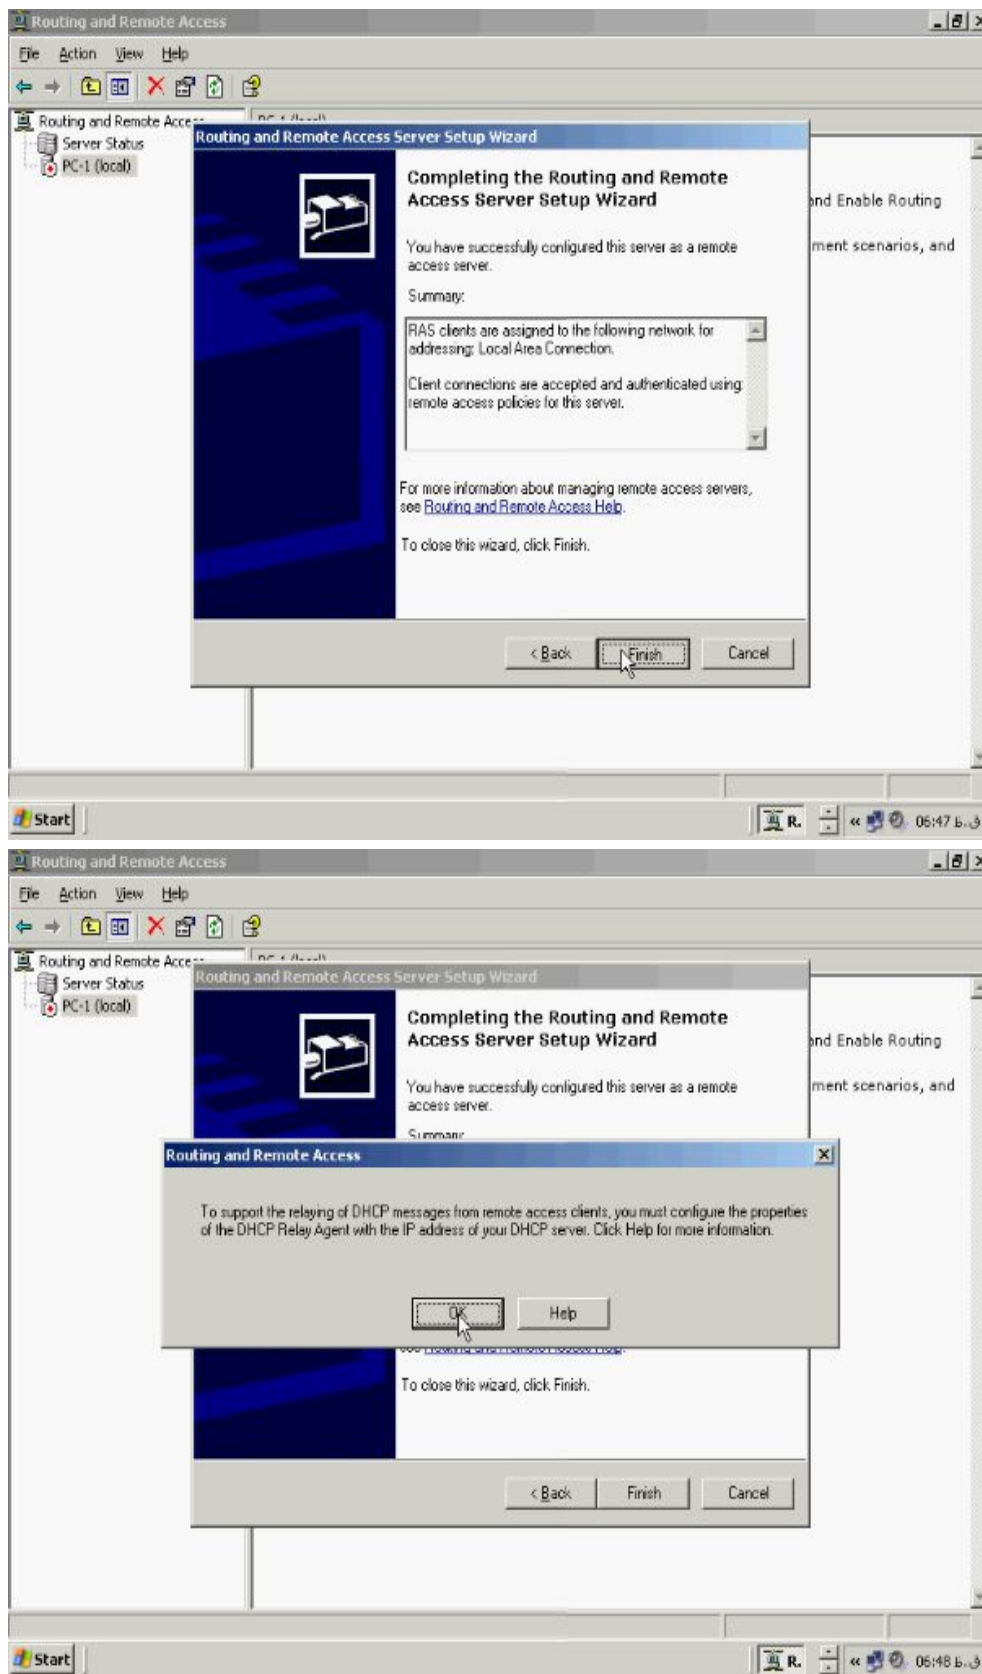 Routing and Remote Access
File Action View Help
Routing and Remote Access
Server Status
PC-1 (local)
Routing and Remote Access Server Setup Wizard
Completing the Routing and Remote
Access Server Setup Wizard
and Enable Routing
You have successfully configured this server as a remote
access server.
ment scenarios, and
Summary:
RAS clients are assigned to the following network for
addressing: Local Area Connection.
Client connections are accepted and authenticated using
remote access policies for this server.
For more information about managing remote access servers,
see Routing and Remote Access Help.
To close this wizard, click Finish.
< Back Finish Cancel
Start R. « 06:47
Routing and Remote Access
File Action View Help
Routing and Remote Access
Server Status
PC-1 (local)
Routing and Remote Access Server Setup Wizard
Completing the Routing and Remote
Access Server Setup Wizard
and Enable Routing
You have successfully configured this server as a remote
access server.
ment scenarios, and
Summary:
Routing and Remote Access
To support the relaying of DHCP messages from remote access clients, you must configure the properties
of the DHCP Relay Agent with the IP address of your DHCP server. Click Help for more information.
OK Help
To close this wizard, click Finish.
< Back Finish Cancel
Start R. « 06:48